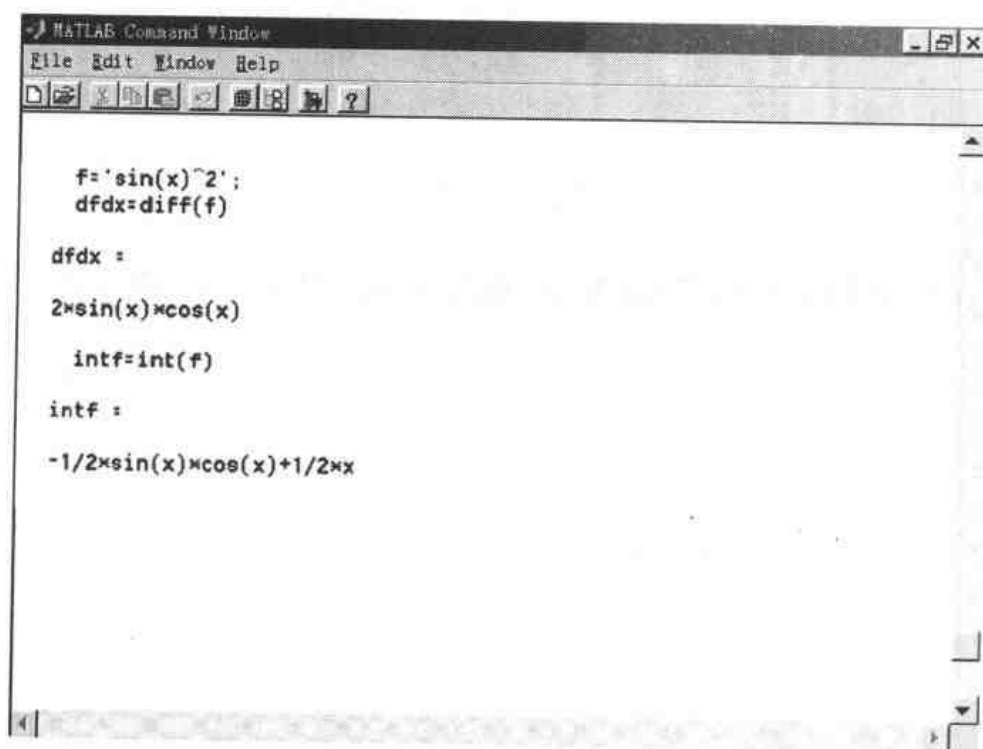 MATLAB Command Window
File Edit Window Help
f='sin(x)^2';
dfdx=diff(f)
dfdx =
2*sin(x)*cos(x)
intf=int(f)
intf =
-1/2*sin(x)*cos(x)+1/2*x